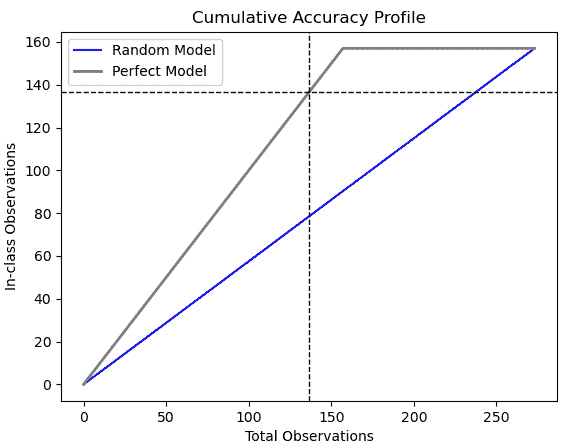 Cumulative Accuracy Profile
Random Model
Perfect Model
160
140
120
100
80
60
40
20
0
In-class Observations
0 50 100 150 200 250
Total Observations